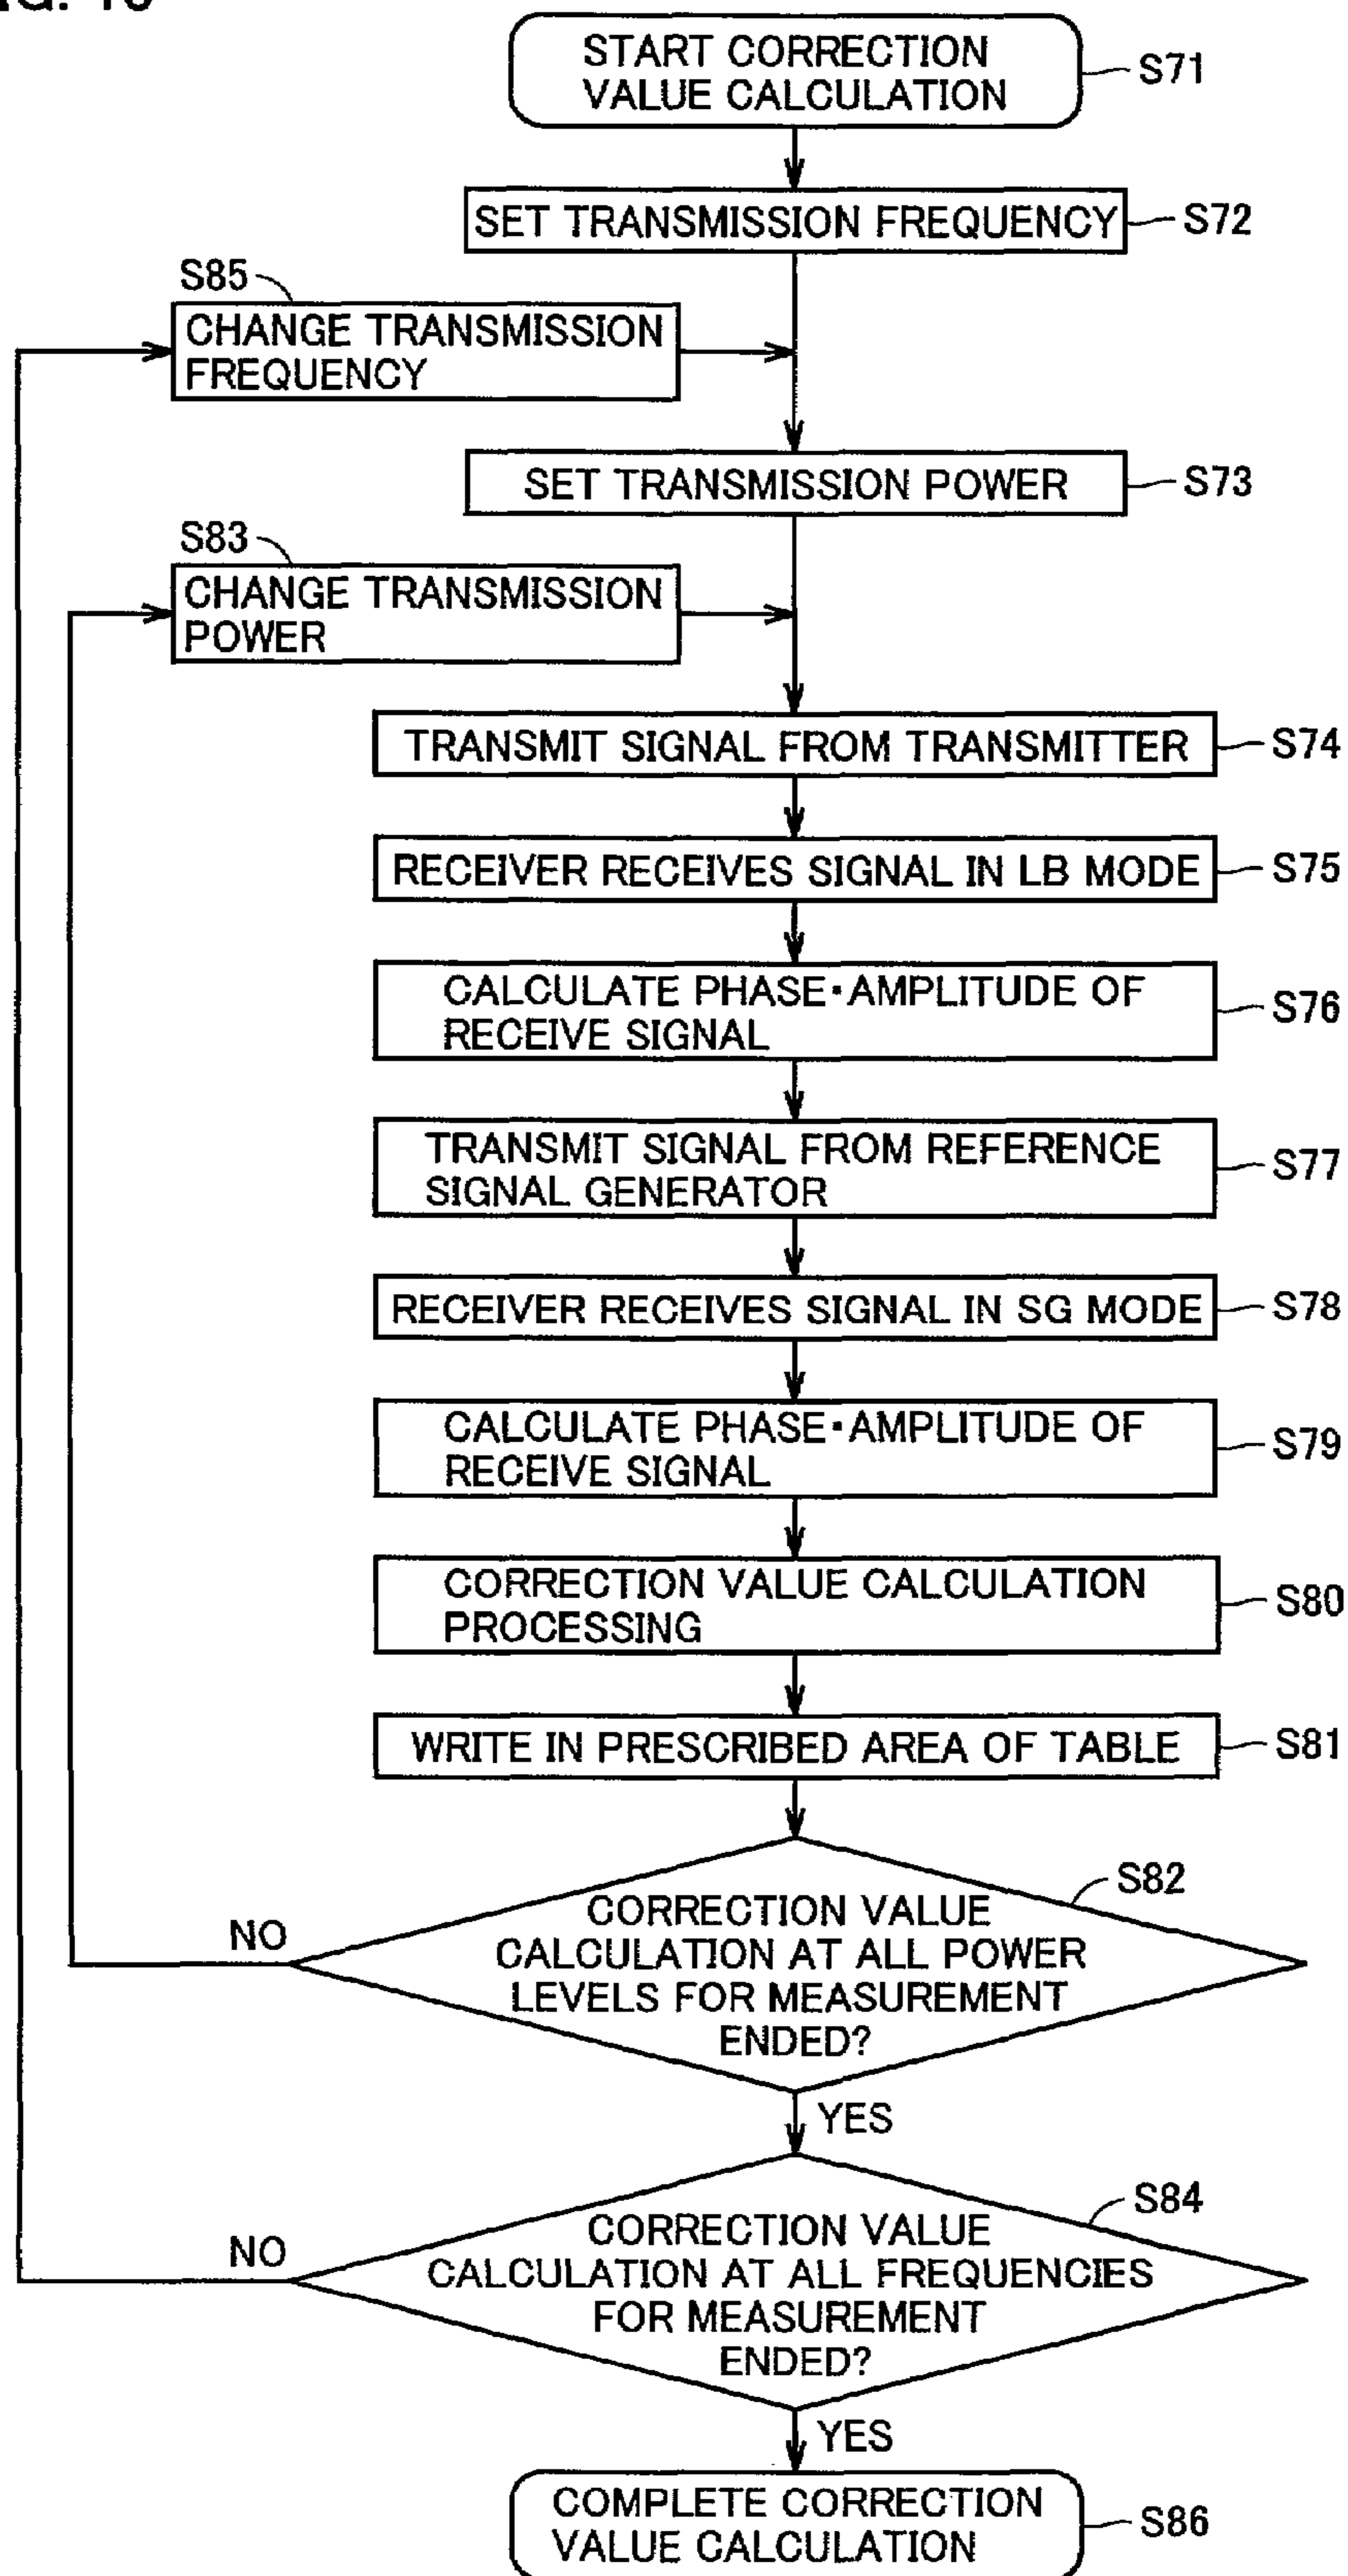 START CORRECTION
VALUE CALCULATION
S71
SET TRANSMISSION FREQUENCY
S72
S85
CHANGE TRANSMISSION
FREQUENCY
SET TRANSMISSION POWER
S73
S83
CHANGE TRANSMISSION
POWER
TRANSMIT SIGNAL FROM TRANSMITTER
S74
RECEIVER RECEIVES SIGNAL IN LB MODE
S75
CALCULATE PHASE・AMPLITUDE OF
RECEIVE SIGNAL
S76
TRANSMIT SIGNAL FROM REFERENCE
SIGNAL GENERATOR
S77
RECEIVER RECEIVES SIGNAL IN SG MODE
S78
CALCULATE PHASE・AMPLITUDE OF
RECEIVE SIGNAL
S79
CORRECTION VALUE CALCULATION
PROCESSING
S80
WRITE IN PRESCRIBED AREA OF TABLE
S81
S82
CORRECTION VALUE
CALCULATION AT ALL POWER
LEVELS FOR MEASUREMENT
ENDED?
NO
YES
S84
CORRECTION VALUE
CALCULATION AT ALL FREQUENCIES
FOR MEASUREMENT
ENDED?
NO
YES
COMPLETE CORRECTION
VALUE CALCULATION
S86